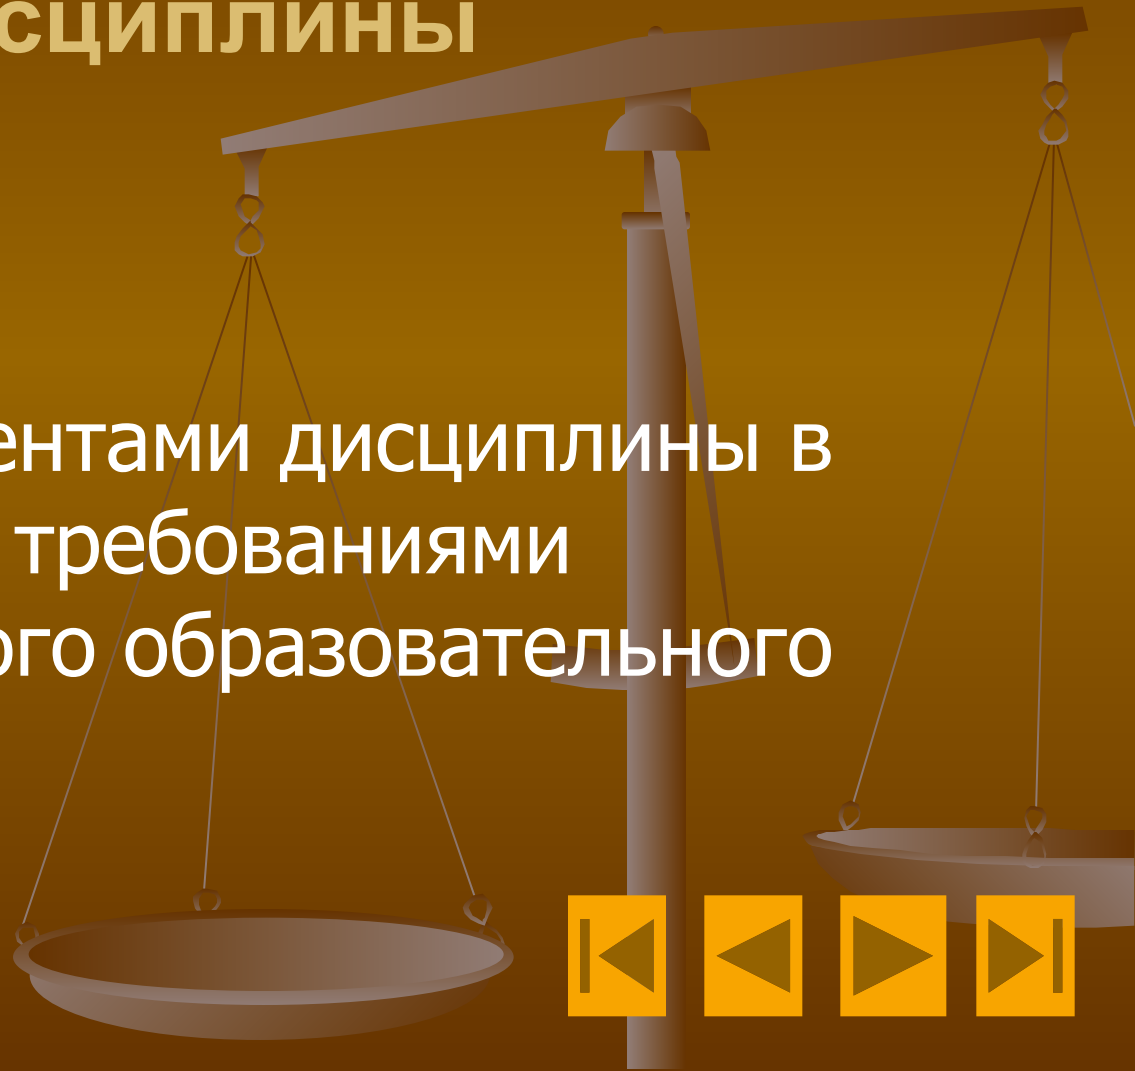 сциплины
ентами дисциплины в
требованиями
ого образовательного